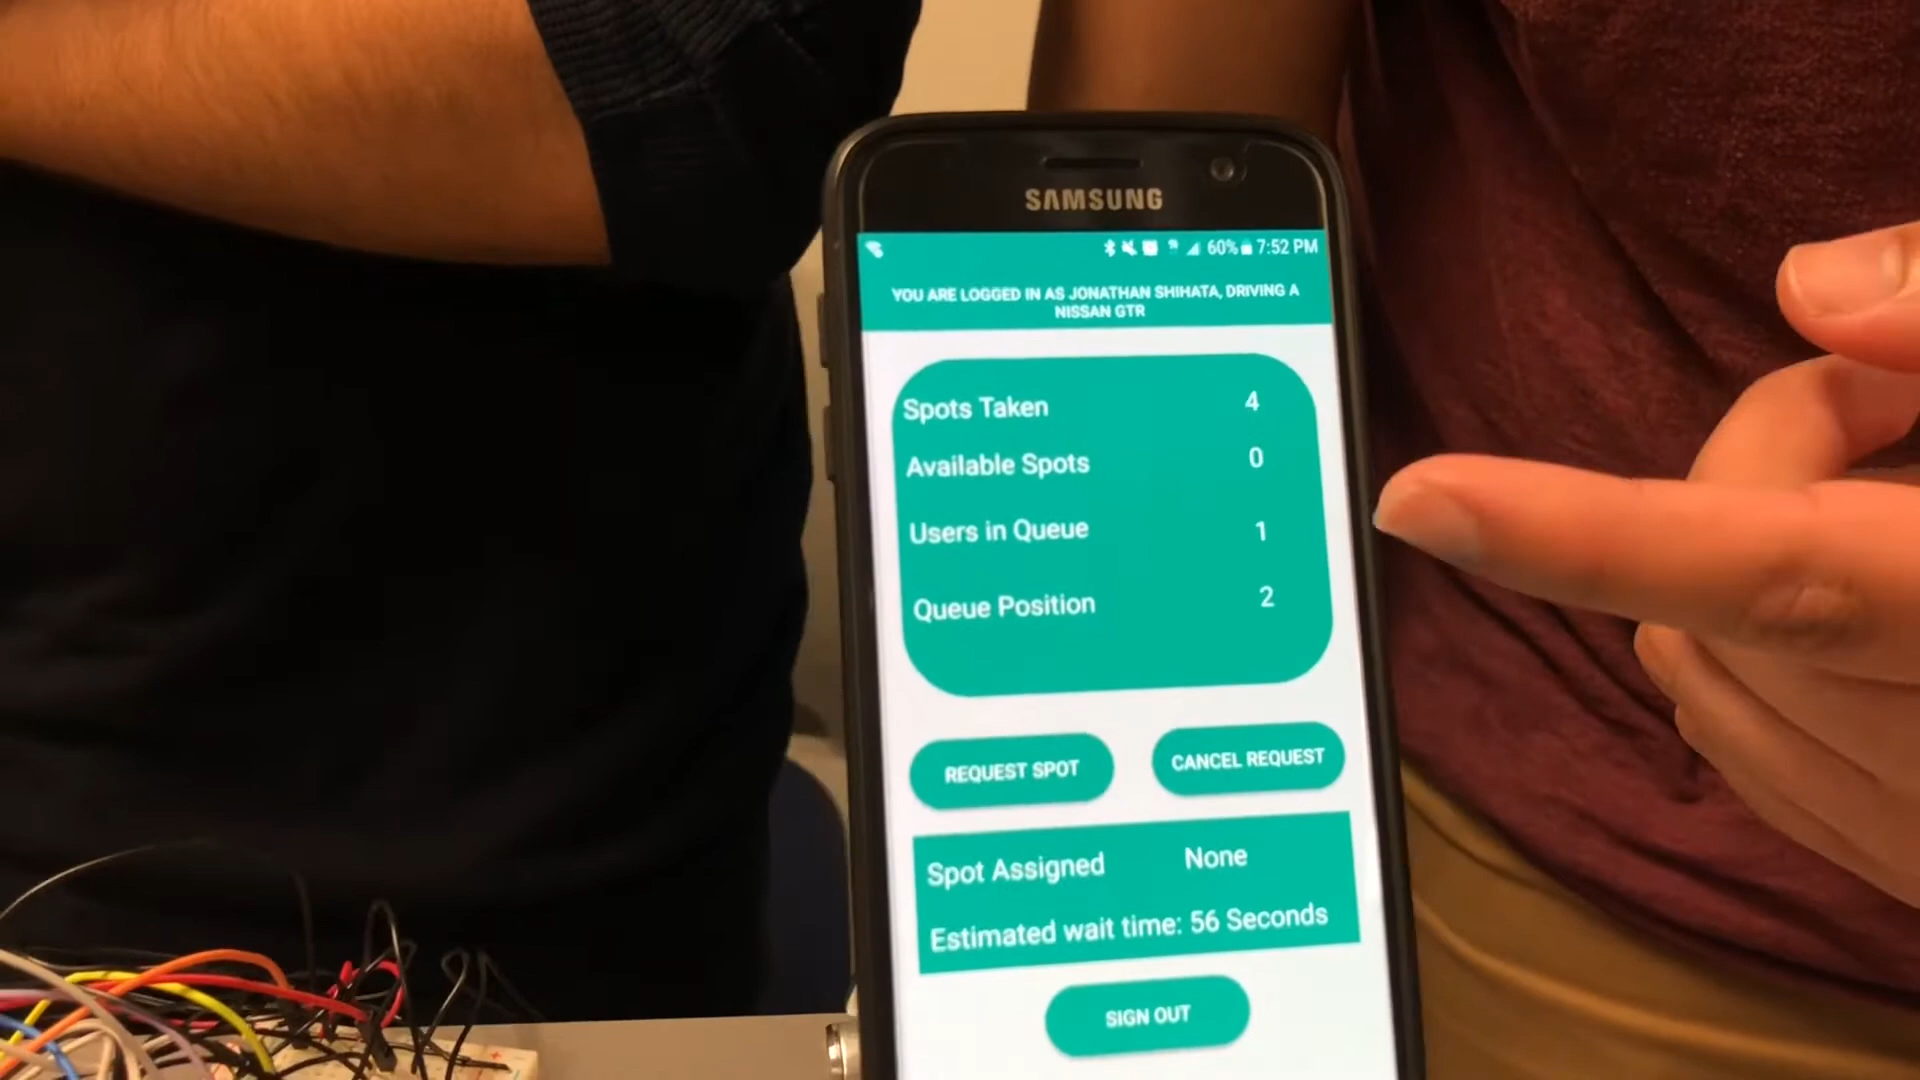 SAMSUNG
60% 7:52 PM
YOU ARE LOGGED IN AS JONATHAN SHIHATA, DRIVING A
NISSAN GTR
Spots Taken 4
Available Spots 0
Users in Queue 1
Queue Position 2
REQUEST SPOT CANCEL REQUEST
Spot Assigned None
Estimated wait time: 56 Seconds
SIGN OUT